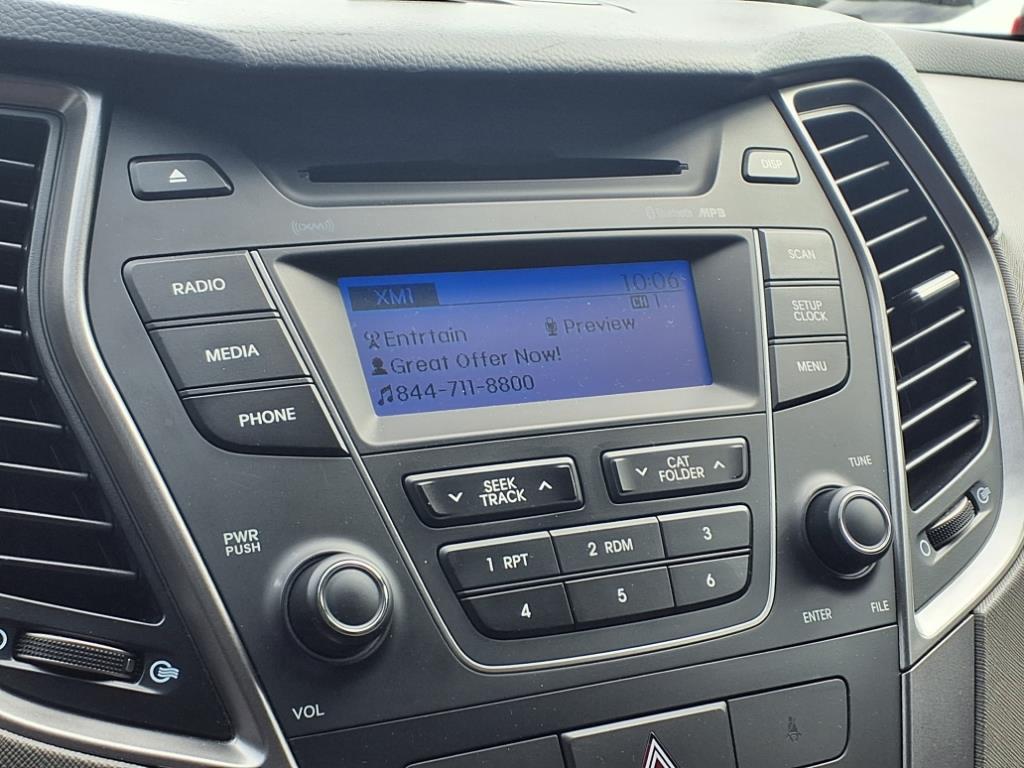 DISP
((XM))
Bluetooth MP3
RADIO
MEDIA
PHONE
XM1 10:06
CH 1
Entrtain Preview
Great Offer Now!
844-711-8800
SCAN
SETUP
CLOCK
MENU
SEEK
TRACK
CAT
FOLDER
TUNE
PWR
PUSH
1 RPT
2 RDM
3
4
5
6
VOL
ENTER
FILE